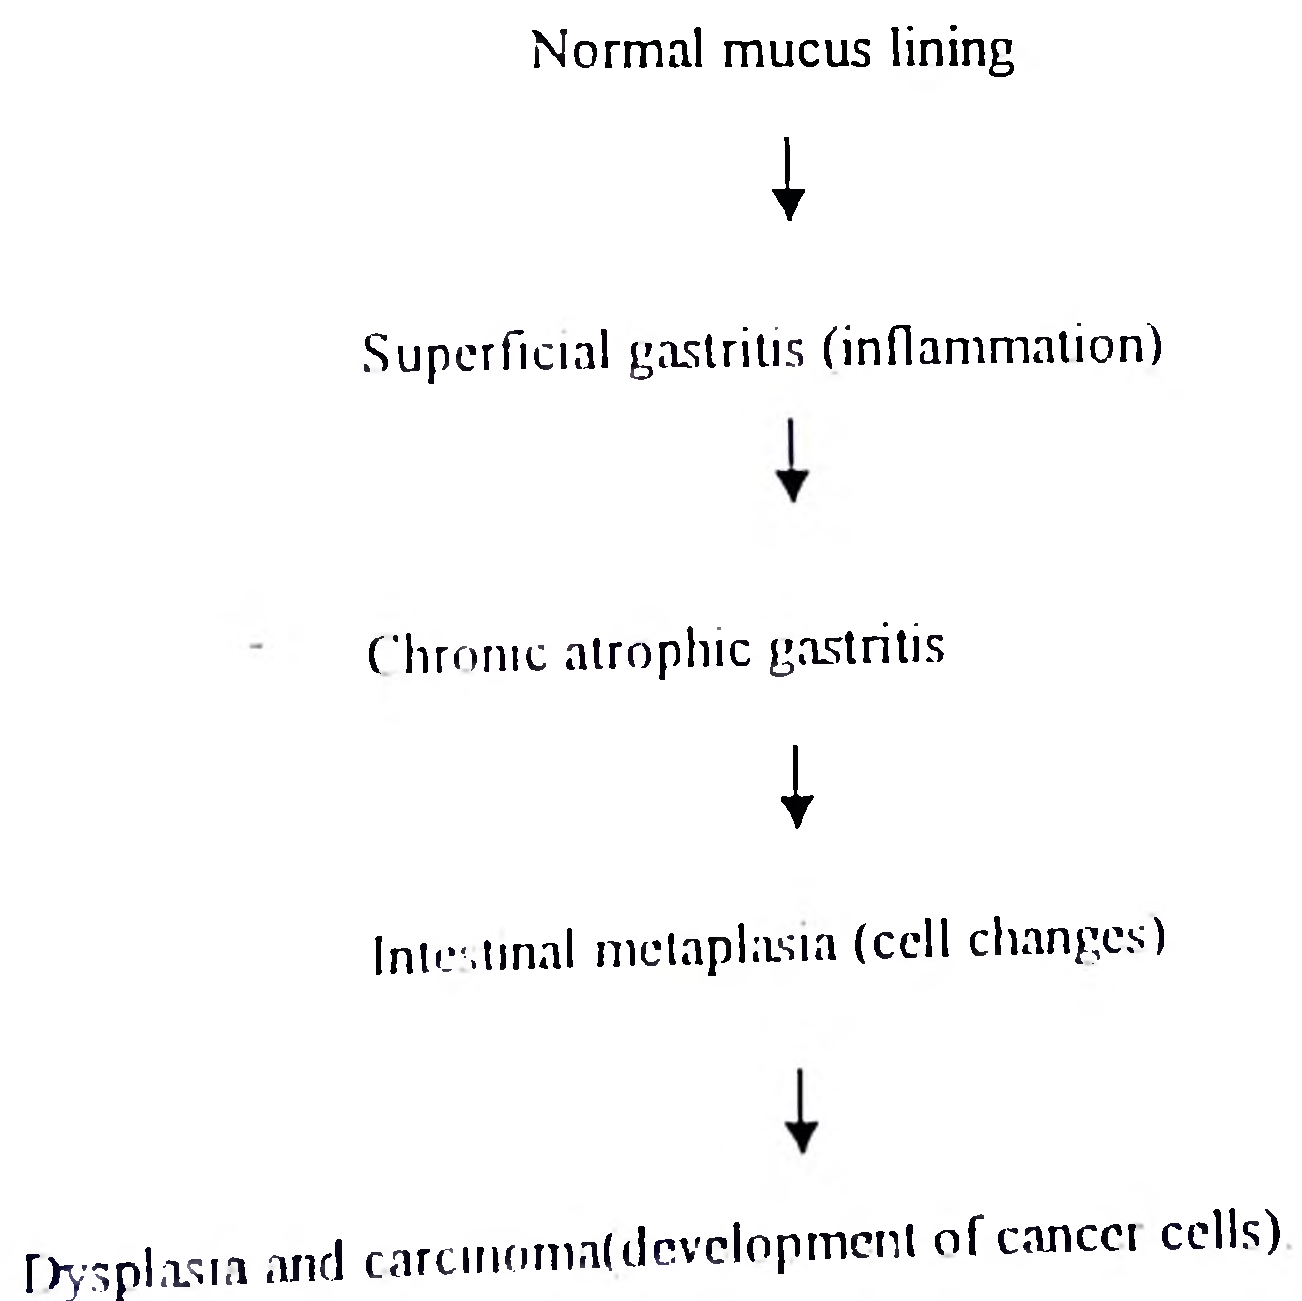 Normal mucus lining
Superficial gastritis (inflammation)
Chronic atrophic gastritis
Intestinal metaplasia (cell changes)
Dysplasia and carcinoma(development of cancer cells)